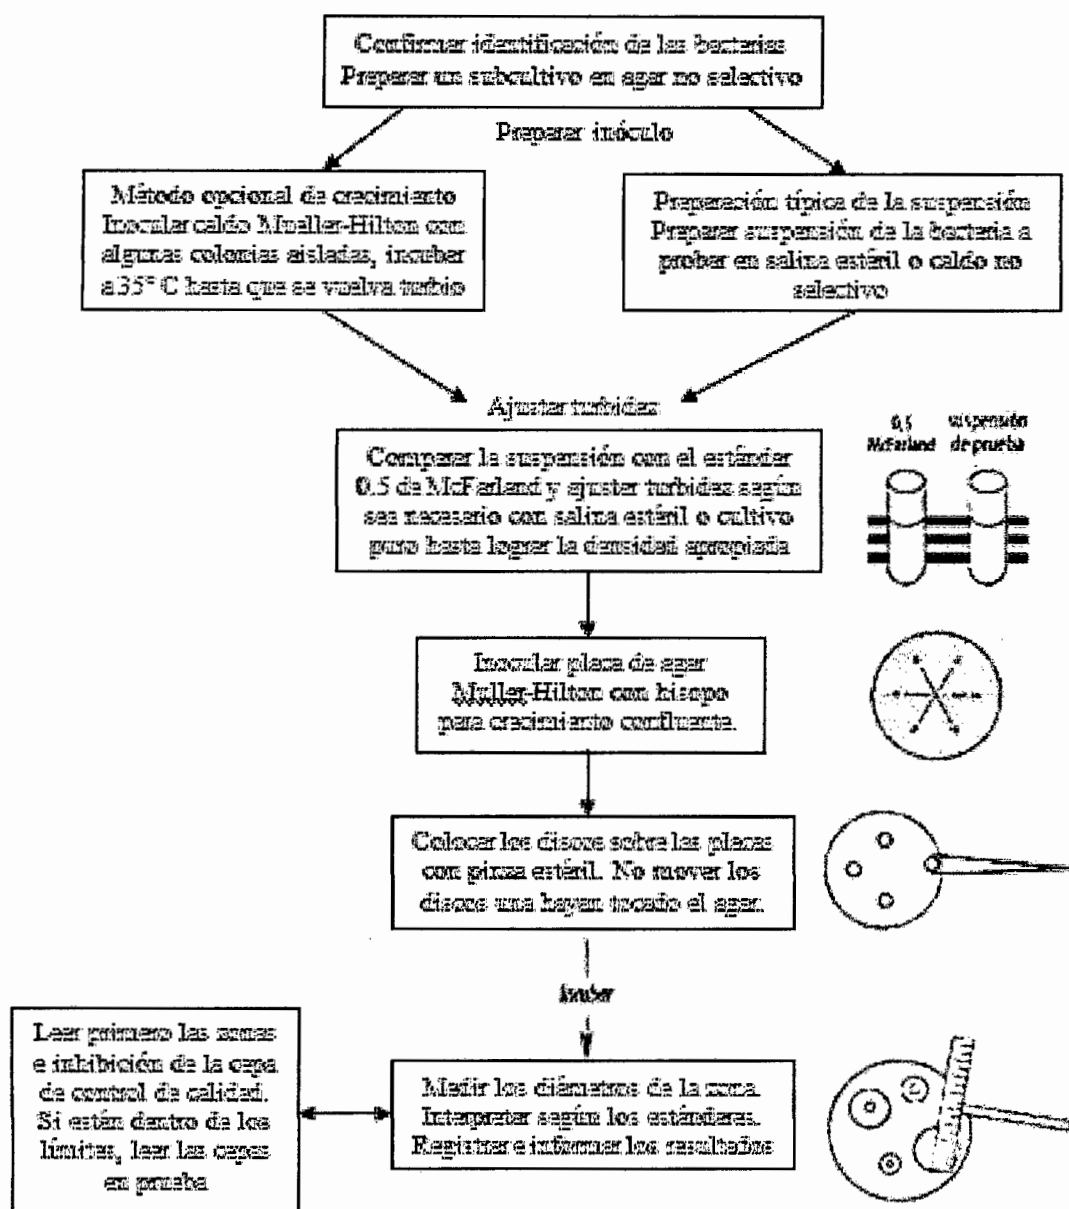 Confirmar identificación de las bacterias
Preparar un subcultivo en agar no selectivo
Preparar inóculo
Método opcional de crecimiento
Inocular caldo Mueller-Hilton con
algunas colonias aisladas, incubar
a 35° C hasta que se vuelva turbio
Preparación típica de la suspensión
Preparar suspensión de la bacteria a
probar en salina estéril o caldo no
selectivo
Ajustar turbidez
0.5 McFarland
suspensión de prueba
Comparar la suspensión con el estándar
0.5 de McFarland y ajustar turbidez según
sea necesario con salina estéril o cultivo
puro hasta lograr la densidad apropiada
Inocular placa de agar
Muller-Hilton con hisopo
para crecimiento confluente.
Colocar los discos sobre las placas
con pinza estéril. No mover los
discos una hayan tocado el agar.
Leer primero las zonas
e inhibición de la cepa
de control de calidad.
Si están dentro de los
límites, leer las cepas
en prueba
Medir los diámetros de la zona.
Interpretar según los estándares.
Registrar e informar los resultados